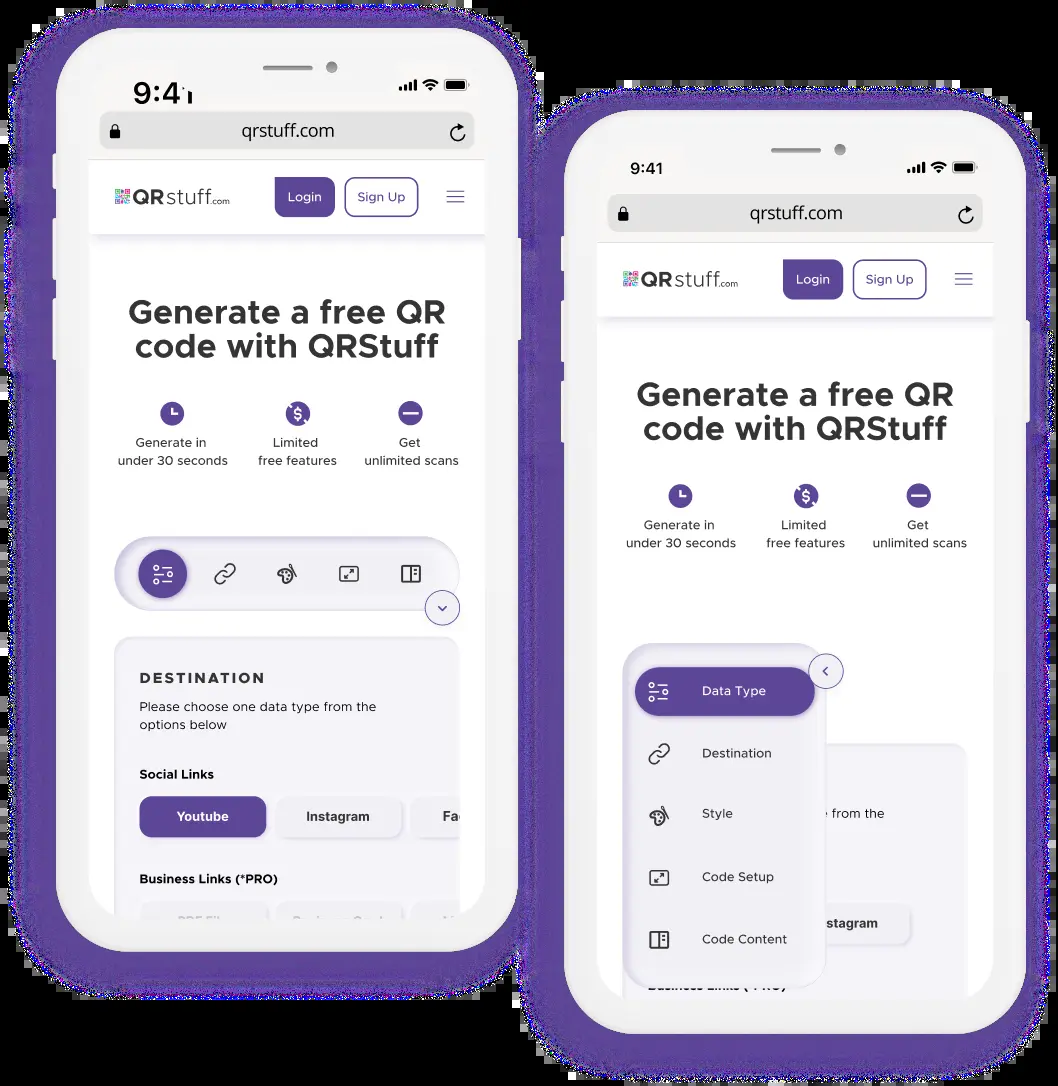 9:41
qrstuff.com
QRstuff.com
Login
Sign Up
Generate a free QR
code with QRStuff
Generate in
under 30 seconds
Limited
free features
Get
unlimited scans
DESTINATION
Please choose one data type from the
options below
Social Links
Youtube
Instagram
Fa
Business Links (*PRO)
9:41
qrstuff.com
QRstuff.com
Login
Sign Up
Generate a free QR
code with QRStuff
Generate in
under 30 seconds
Limited
free features
Get
unlimited scans
Data Type
Destination
from the
Style
Code Setup
stagram
Code Content